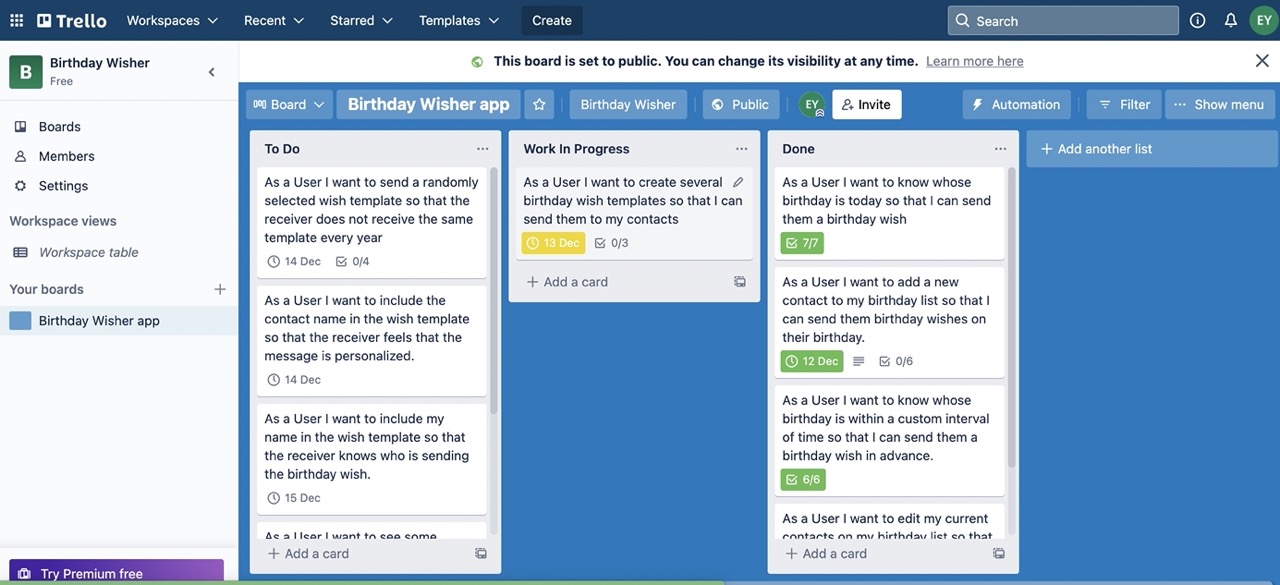 Trello
Workspaces
Recent
Starred
Templates
Create
Search
EY
B
Birthday Wisher
Free
This board is set to public. You can change its visibility at any time. Learn more here
Boards
Members
Settings
Workspace views
Workspace table
Your boards
Birthday Wisher app
Try Premium free
Board
Birthday Wisher app
Birthday Wisher
Public
EY
Invite
Automation
Filter
Show menu
To Do
As a User I want to send a randomly
selected wish template so that the
receiver does not receive the same
template every year
14 Dec 0/4
As a User I want to include the
contact name in the wish template
so that the receiver feels that the
message is personalized.
14 Dec
As a User I want to include my
name in the wish template so that
the receiver knows who is sending
the birthday wish.
15 Dec
As a User I want to see some
Add a card
Work In Progress
As a User I want to create several
birthday wish templates so that I can
send them to my contacts
13 Dec 0/3
Add a card
Done
As a User I want to know whose
birthday is today so that I can send
them a birthday wish
7/7
As a User I want to add a new
contact to my birthday list so that I
can send them birthday wishes on
their birthday.
12 Dec 0/6
As a User I want to know whose
birthday is within a custom interval
of time so that I can send them a
birthday wish in advance.
6/6
As a User I want to edit my current
contacts on my birthday list so that
Add a card
Add another list